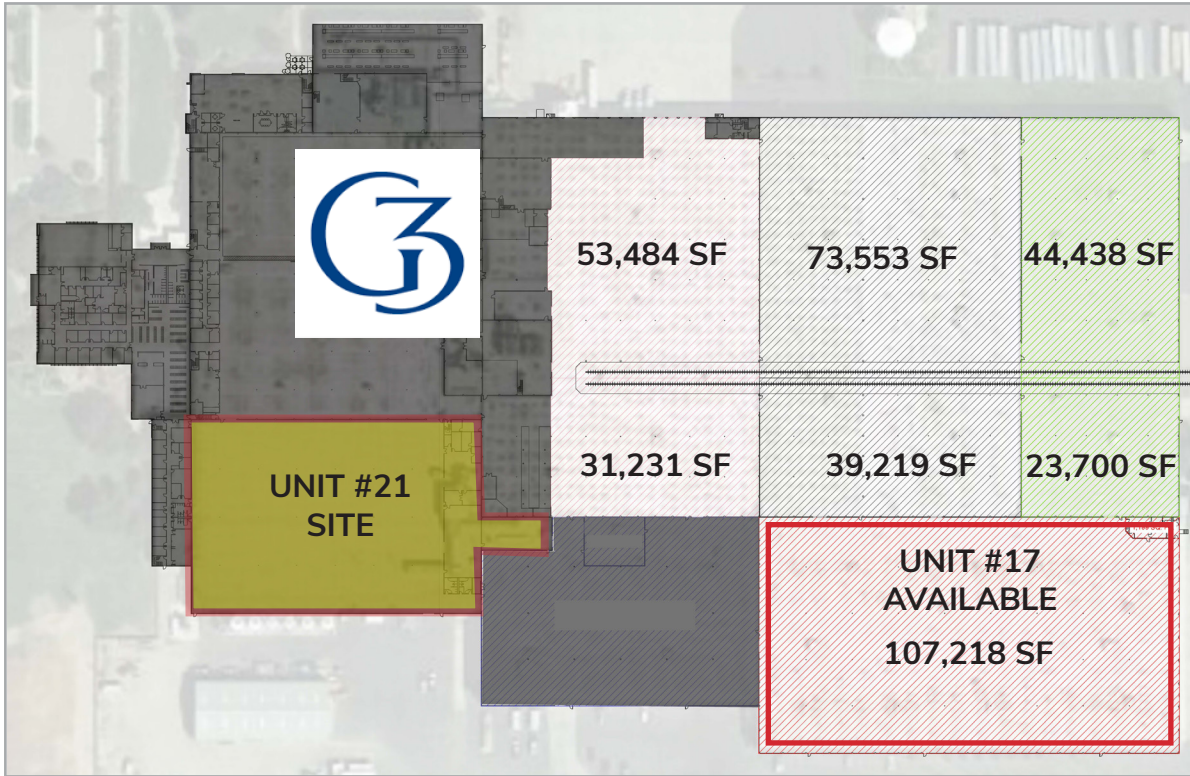 G3
53,484 SF
73,553 SF
44,438 SF
31,231 SF
39,219 SF
23,700 SF
UNIT #21
SITE
UNIT #17
AVAILABLE
107,218 SF